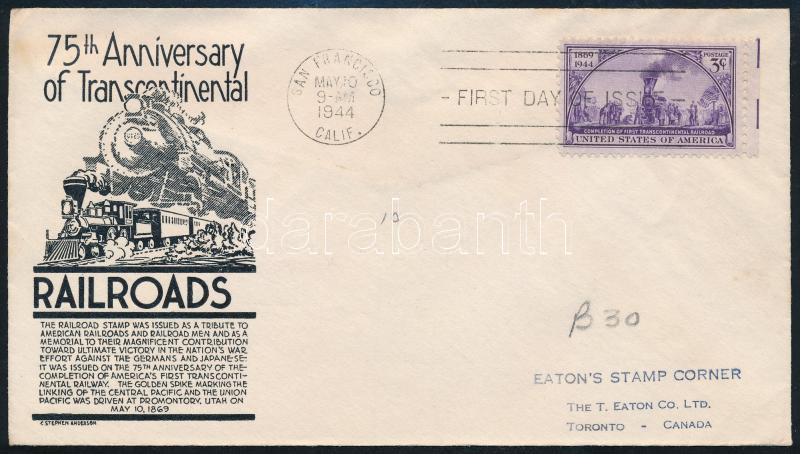 75th Anniversary
of Transcontinental
RAILROADS
THE RAILROAD STAMP WAS ISSUED AS A TRIBUTE TO
AMERICAN RAILROADS AND RAILROAD MEN AND AS A
MEMORIAL TO THEIR MAGNIFICENT CONTRIBUTION
TOWARD ULTIMATE VICTORY IN THE NATION'S WAR
EFFORT AGAINST THE GERMANS AND JAPANESE-
IT WAS ISSUED ON THE 75TH ANNIVERSARY OF THE
COMPLETION OF AMERICA'S FIRST TRANSCONTI-
NENTAL RAILWAY. THE GOLDEN SPIKE MARKING THE
LINKING OF THE CENTRAL PACIFIC AND THE UNION
PACIFIC WAS DRIVEN AT PROMONTORY, UTAH ON
MAY 10, 1869
C. STEPHEN ANDERSON
SAN FRANCISCO
MAY 10
9-AM
1944
CALIF.
- FIRST DAY OF ISSUE -
1869
1944
POSTAGE
3¢
COMPLETION OF FIRST TRANSCONTINENTAL RAILROAD
UNITED STATES OF AMERICA
darabanth
B30
EATON'S STAMP CORNER
THE T. EATON CO. LTD.
TORONTO - CANADA